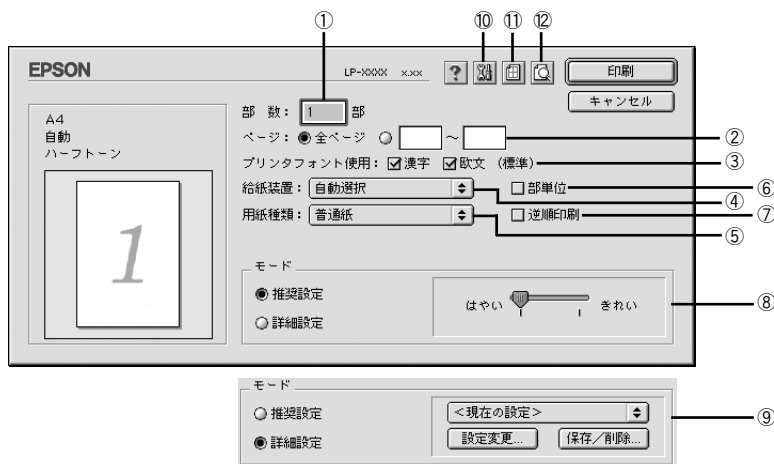 ① ⑩ ⑪ ⑫
EPSON LP-XXXX x.xx ? 印刷
キャンセル
A4
自動
ハーフトーン
1
部 数： 1 部
ページ： 全ページ ～ ②
プリンタフォント使用： 漢字 欧文 (標準) ③
給紙装置： 自動選択 ④ 部単位 ⑥
用紙種類： 普通紙 ⑤ 逆順印刷 ⑦
モード
推奨設定
詳細設定
はやい きれい ⑧
モード
推奨設定 <現在の設定> ⑨
詳細設定 設定変更... 保存／削除...